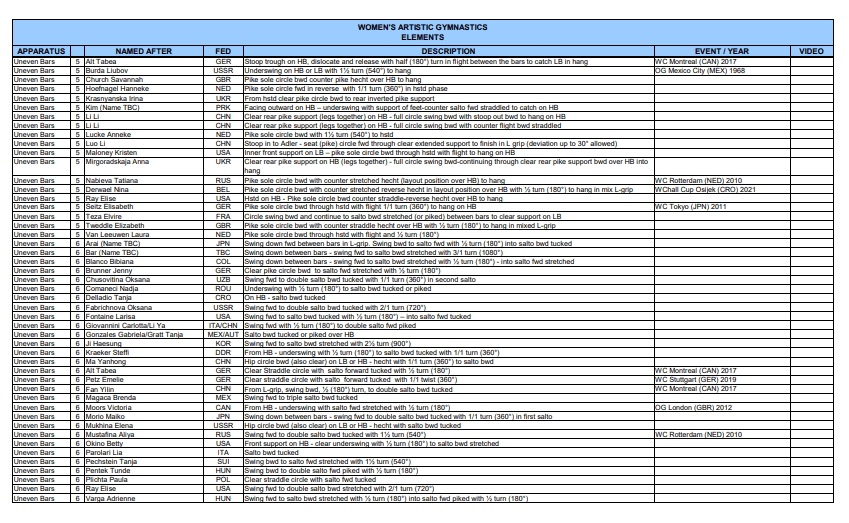 WOMEN'S ARTISTIC GYMNASTICS
ELEMENTS
APPARATUS NAMED AFTER FED DESCRIPTION EVENT / YEAR VIDEO
Uneven Bars 5 Alt Tabea GER Stoop trough on HB, dislocate and release with half (180°) turn in flight between the bars to catch LB in hang WC Montreal (CAN) 2017
Uneven Bars 5 Burda Liubov USSR Underswing on HB or LB with 1½ turn (540°) to hang OG Mexico City (MEX) 1968
Uneven Bars 5 Church Savannah GBR Pike sole circle bwd counter pike hecht over HB to hang
Uneven Bars 5 Hoefnagel Hanneke NED Pike sole circle fwd in reverse with 1/1 turn (360°) in hstd phase
Uneven Bars 5 Krasnyanska Irina UKR From hstd clear pike circle bwd to rear inverted pike support
Uneven Bars 5 Kim (Name TBC) PRK Facing outward on HB – underswing with support of feet-counter salto fwd straddled to catch on HB
Uneven Bars 5 Li Li CHN Clear rear pike support (legs together) on HB - full circle swing bwd with stoop out bwd to hang on HB
Uneven Bars 5 Li Li CHN Clear rear pike support (legs together) on HB - full circle swing bwd with counter flight bwd straddled
Uneven Bars 5 Lucke Anneke NED Pike sole circle bwd with 1½ turn (540°) to hstd
Uneven Bars 5 Luo Li CHN Stoop in to Adler - seat (pike) circle fwd through clear extended support to finish in L grip (deviation up to 30° allowed)
Uneven Bars 5 Maloney Kristen USA Inner front support on LB – pike sole circle bwd through hstd with flight to hang on HB
Uneven Bars 5 Mirgoradskaja Anna UKR Clear rear pike support on HB (legs together) - full circle swing bwd-continuing through clear rear pike support bwd over HB into
hang
Uneven Bars 5 Nabieva Tatiana RUS Pike sole circle bwd with counter stretched hecht (layout position over HB) to hang WC Rotterdam (NED) 2010
Uneven Bars 5 Derwael Nina BEL Pike sole circle bwd with counter stretched reverse hecht in layout position over HB with ½ turn (180°) to hang in mix L-grip WChall Cup Osijek (CRO) 2021
Uneven Bars 5 Ray Elise USA Hstd on HB - Pike sole circle bwd counter straddle-reverse hecht over HB to hang
Uneven Bars 5 Seitz Elisabeth GER Pike sole circle bwd through hstd with flight 1/1 turn (360°) to hang on HB WC Tokyo (JPN) 2011
Uneven Bars 5 Teza Elvire FRA Circle swing bwd and continue to salto bwd stretched (or piked) between bars to clear support on LB
Uneven Bars 5 Tweddle Elizabeth GBR Pike sole circle bwd with counter straddle hecht over HB with ½ turn (180°) to hang in mixed L-grip
Uneven Bars 5 Van Leeuwen Laura NED Pike sole circle bwd through hstd with flight and ½ turn (180°)
Uneven Bars 6 Arai (Name TBC) JPN Swing down fwd between bars in L-grip. Swing bwd to salto fwd with ½ turn (180°) into salto bwd tucked
Uneven Bars 6 Bar (Name TBC) TBC Swing down between bars - swing fwd to salto bwd stretched with 3/1 turn (1080°)
Uneven Bars 6 Blanco Bibiana COL Swing down between bars - swing fwd to salto bwd stretched with ½ turn (180°) - into salto fwd stretched
Uneven Bars 6 Brunner Jenny GER Clear pike circle bwd to salto fwd stretched with ½ turn (180°)
Uneven Bars 6 Chusovitina Oksana UZB Swing fwd to double salto bwd tucked with 1/1 turn (360°) in second salto
Uneven Bars 6 Comaneci Nadia ROU Underswing with ½ turn (180°) to salto bwd tucked or piked
Uneven Bars 6 Delladio Tanja CRO On HB - salto bwd tucked
Uneven Bars 6 Fabrichnova Oksana USSR Swing fwd to double salto bwd tucked with 2/1 turn (720°)
Uneven Bars 6 Fontaine Larisa USA Swing fwd to salto bwd tucked with ½ turn (180°) – into salto fwd tucked
Uneven Bars 6 Giovannini Carlotta/Li Ya ITA/CHN Swing fwd with ½ turn (180°) to double salto fwd piked
Uneven Bars 6 Gonzales Gabriela/Gratt Tanja MEX/AUT Salto bwd tucked or piked over HB
Uneven Bars 6 Ji Haesung KOR Swing fwd to salto bwd stretched with 2½ turn (900°)
Uneven Bars 6 Kraeker Steffi DDR From HB - underswing with ½ turn (180°) to salto bwd tucked with 1/1 turn (360°)
Uneven Bars 6 Ma Yanhong CHN Hip circle bwd (also clear) on LB or HB - hecht with 1/1 turn (360°) to salto bwd
Uneven Bars 6 Alt Tabea GER Clear Straddle circle with salto forward tucked with ½ turn (180°) WC Montreal (CAN) 2017
Uneven Bars 6 Petz Emelie GER Clear straddle circle with salto forward tucked with 1/1 twist (360°) WC Stuttgart (GER) 2019
Uneven Bars 6 Fan Yilin CHN From L-grip, swing bwd, ½ (180°) turn, to double salto bwd tucked WC Montreal (CAN) 2017
Uneven Bars 6 Magaca Brenda MEX Swing fwd to triple salto bwd tucked
Uneven Bars 6 Moors Victoria CAN From HB - underswing with salto fwd stretched with ½ turn (180°) OG London (GBR) 2012
Uneven Bars 6 Morio Maiko JPN Swing down between bars - swing fwd to double salto bwd tucked with 1/1 turn (360°) in first salto
Uneven Bars 6 Mukhina Elena USSR Hip circle bwd (also clear) on LB or HB - hecht with salto bwd tucked
Uneven Bars 6 Mustafina Aliya RUS Swing fwd to double salto bwd tucked with 1½ turn (540°) WC Rotterdam (NED) 2010
Uneven Bars 6 Okino Betty USA Front support on HB - clear underswing with ½ turn (180°) to salto bwd stretched
Uneven Bars 6 Parolari Lia ITA Salto bwd tucked
Uneven Bars 6 Pechstein Tanja SUI Swing bwd to salto fwd stretched with 1½ turn (540°)
Uneven Bars 6 Pentek Tunde HUN Swing bwd to double salto fwd piked with ½ turn (180°)
Uneven Bars 6 Plichta Paula POL Clear straddle circle with salto fwd tucked
Uneven Bars 6 Ray Elise USA Swing fwd to double salto bwd stretched with 2/1 turn (720°)
Uneven Bars 6 Varga Adrienne HUN Swing fwd to salto bwd stretched with ½ turn (180°) into salto fwd piked with ½ turn (180°)